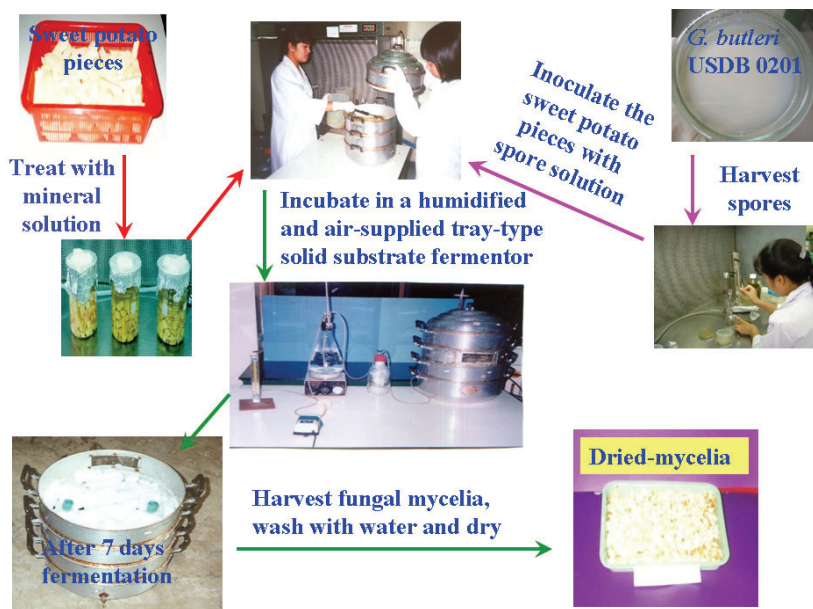 Sweet potato
pieces
G. butleri
USDB 0201
Inoculate the
sweet potato
pieces with
spore solution
Treat with
mineral
solution
Harvest
spores
Incubate in a humidified
and air-supplied tray-type
solid substrate fermentor
After 7 days
fermentation
Harvest fungal mycelia,
wash with water and dry
Dried-mycelia